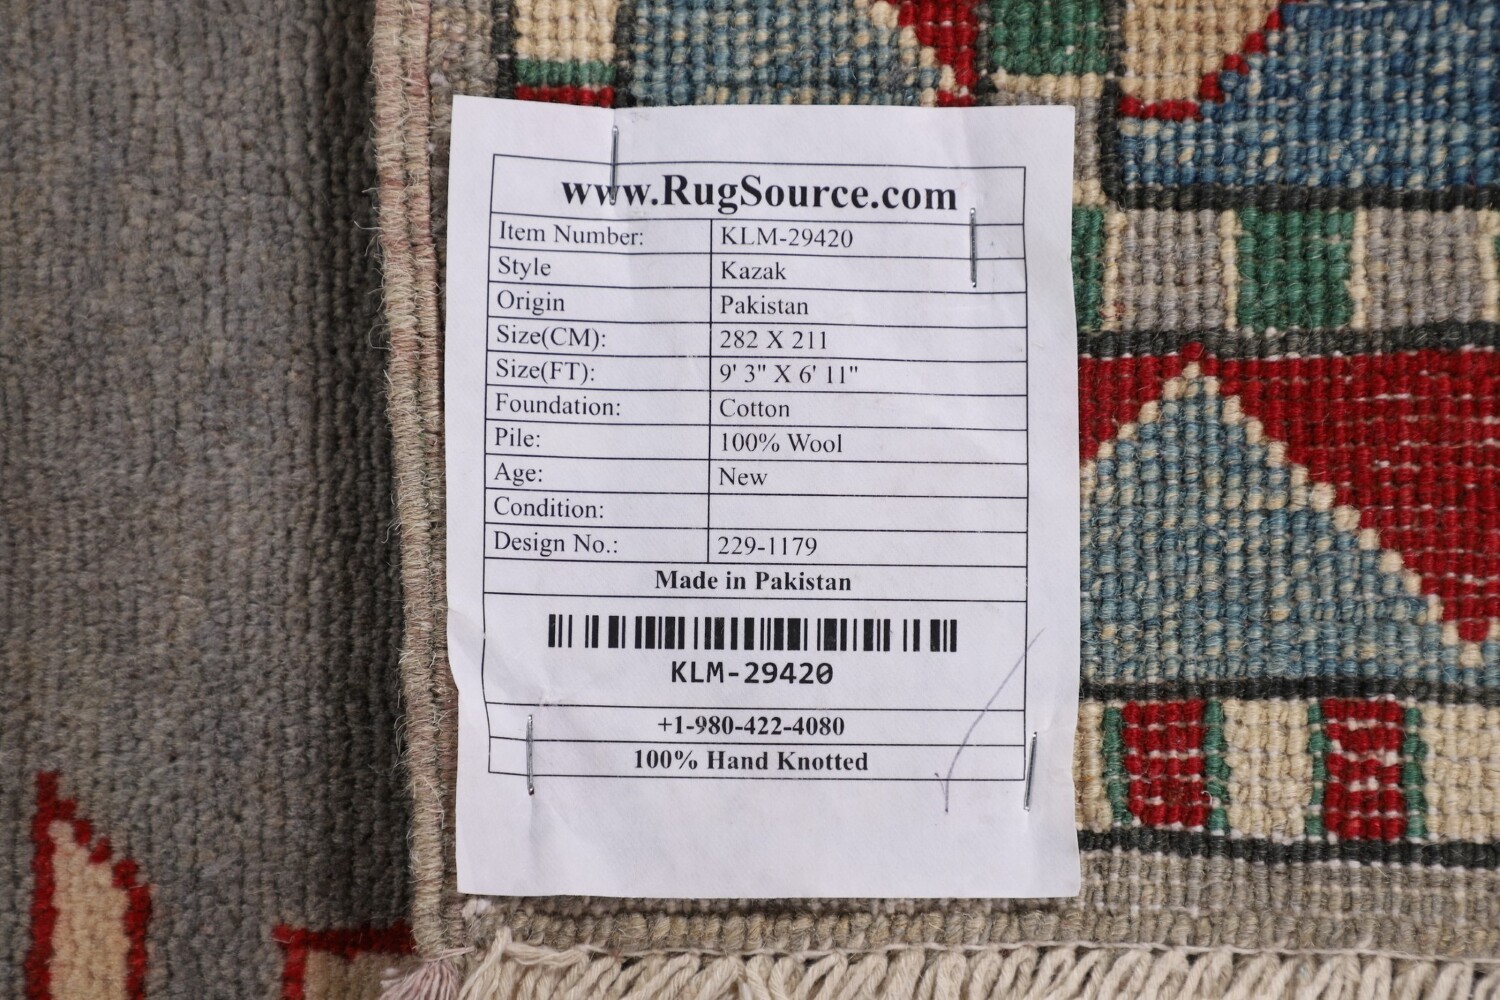 www.RugSource.com
Item Number: KLM-29420
Style Kazak
Origin Pakistan
Size(CM): 282 X 211
Size(FT): 9' 3" X 6' 11"
Foundation: Cotton
Pile: 100% Wool
Age: New
Condition:
Design No.: 229-1179
Made in Pakistan
KLM-29420
+1-980-422-4080
100% Hand Knotted